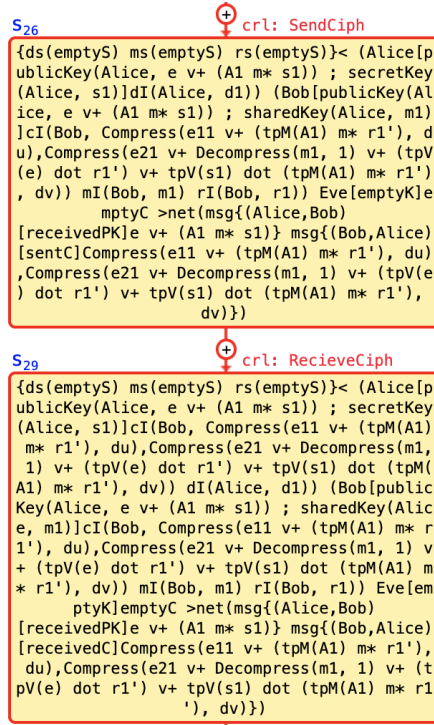 +
S26 crl: SendCiph
{ds(emptyS) ms(emptyS) rs(emptyS)}< (Alice[p
ublicKey(Alice, e v+ (A1 m* s1)) ; secretKey
(Alice, s1)]dI(Alice, d1)) (Bob[publicKey(Al
ice, e v+ (A1 m* s1)) ; sharedKey(Alice, m1)
]cI(Bob, Compress(e11 v+ (tpM(A1) m* r1'), d
u),Compress(e21 v+ Decompress(m1, 1) v+ (tpV
(e) dot r1') v+ tpV(s1) dot (tpM(A1) m* r1')
, dv)) mI(Bob, m1) rI(Bob, r1)) Eve[emptyK]e
mptyC >net(msg{(Alice,Bob)
[receivedPK]e v+ (A1 m* s1)} msg{(Bob,Alice)
[sentC]Compress(e11 v+ (tpM(A1) m* r1'), du)
,Compress(e21 v+ Decompress(m1, 1) v+ (tpV(e
) dot r1') v+ tpV(s1) dot (tpM(A1) m* r1'),
dv)})
+
S29 crl: RecieveCiph
{ds(emptyS) ms(emptyS) rs(emptyS)}< (Alice[p
ublicKey(Alice, e v+ (A1 m* s1)) ; secretKey
(Alice, s1)]cI(Bob, Compress(e11 v+ (tpM(A1)
m* r1'), du),Compress(e21 v+ Decompress(m1,
1) v+ (tpV(e) dot r1') v+ tpV(s1) dot (tpM(
A1) m* r1'), dv)) dI(Alice, d1)) (Bob[public
Key(Alice, e v+ (A1 m* s1)) ; sharedKey(Alic
e, m1)]cI(Bob, Compress(e11 v+ (tpM(A1) m* r
1'), du),Compress(e21 v+ Decompress(m1, 1) v
+ (tpV(e) dot r1') v+ tpV(s1) dot (tpM(A1) m
* r1'), dv)) mI(Bob, m1) rI(Bob, r1)) Eve[em
ptyK]emptyC >net(msg{(Alice,Bob)
[receivedPK]e v+ (A1 m* s1)} msg{(Bob,Alice)
[receivedC]Compress(e11 v+ (tpM(A1) m* r1'),
du),Compress(e21 v+ Decompress(m1, 1) v+ (t
pV(e) dot r1') v+ tpV(s1) dot (tpM(A1) m* r1
'), dv)})